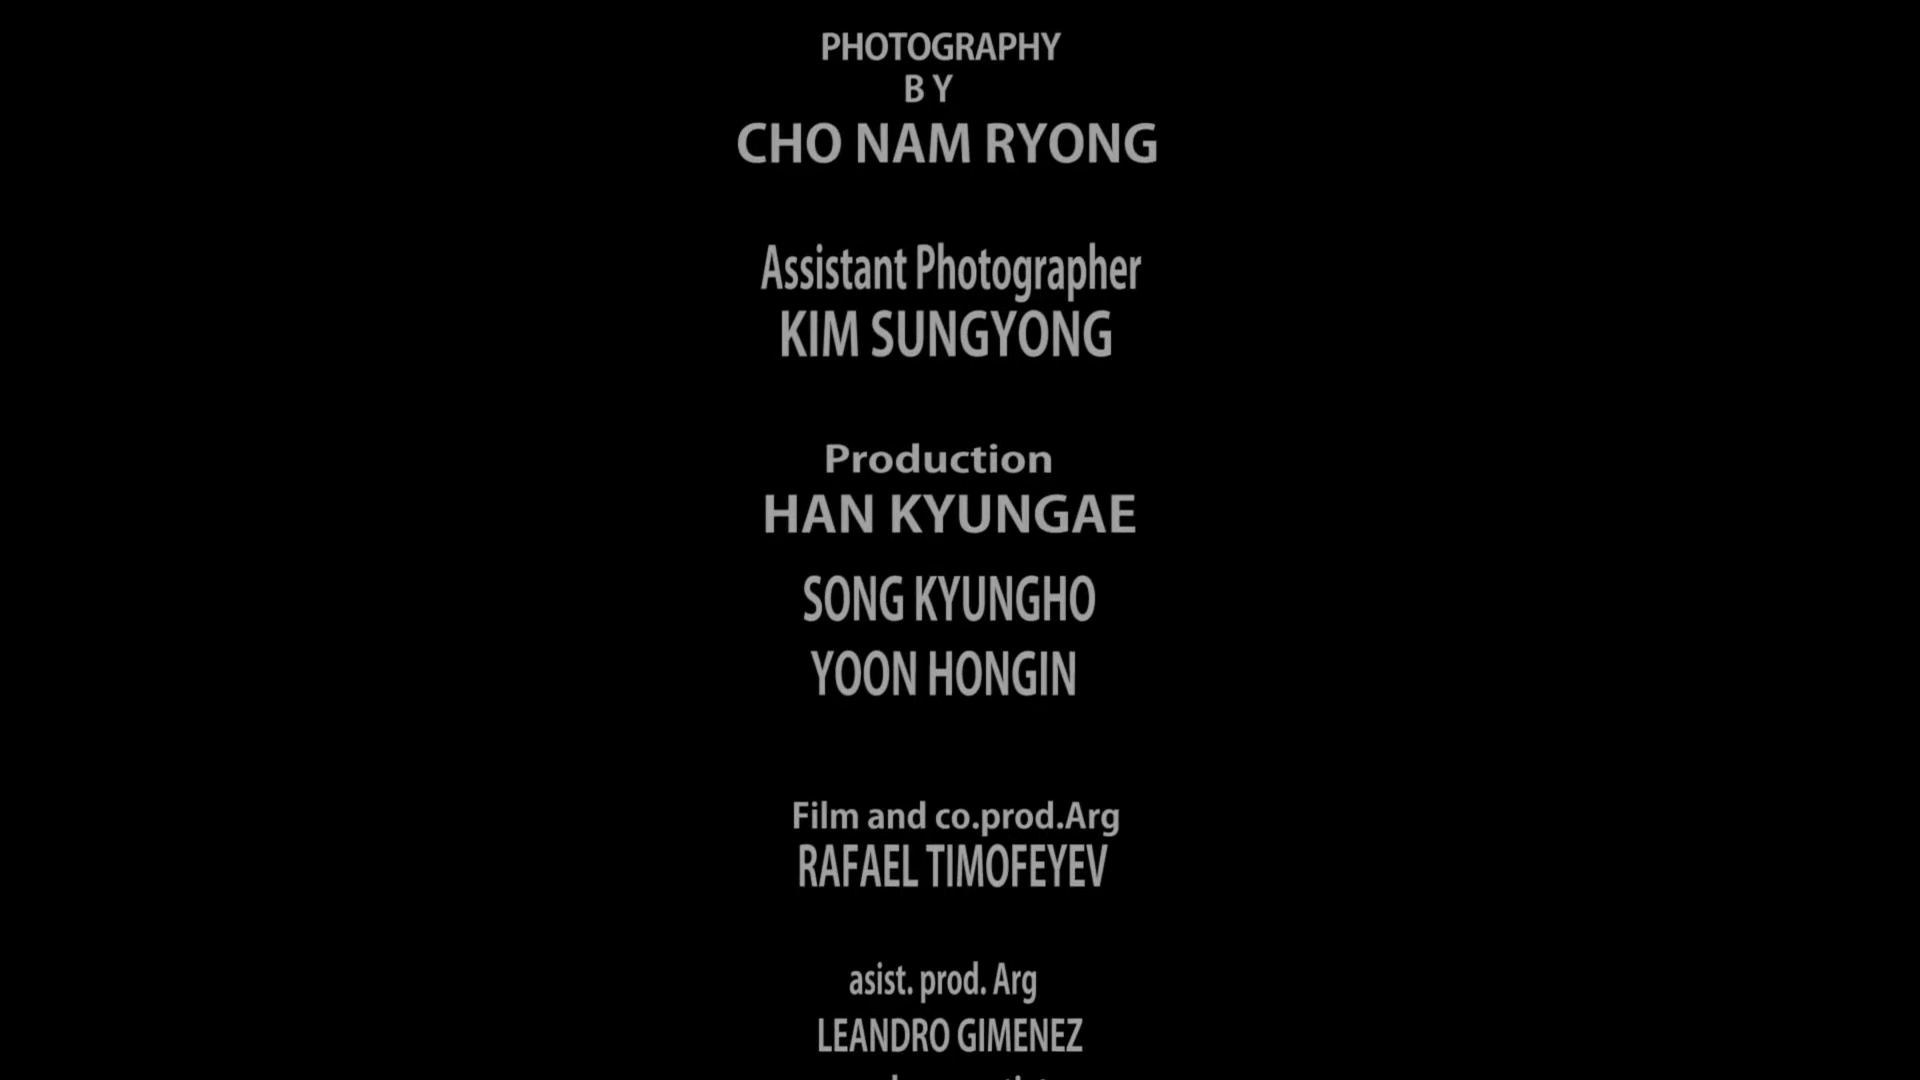 PHOTOGRAPHY
B Y
CHO NAM RYONG
Assistant Photographer
KIM SUNGYONG
Production
HAN KYUNGAE
SONG KYUNGHO
YOON HONGIN
Film and co.prod.Arg
RAFAEL TIMOFEYEV
asist. prod. Arg
LEANDRO GIMENEZ